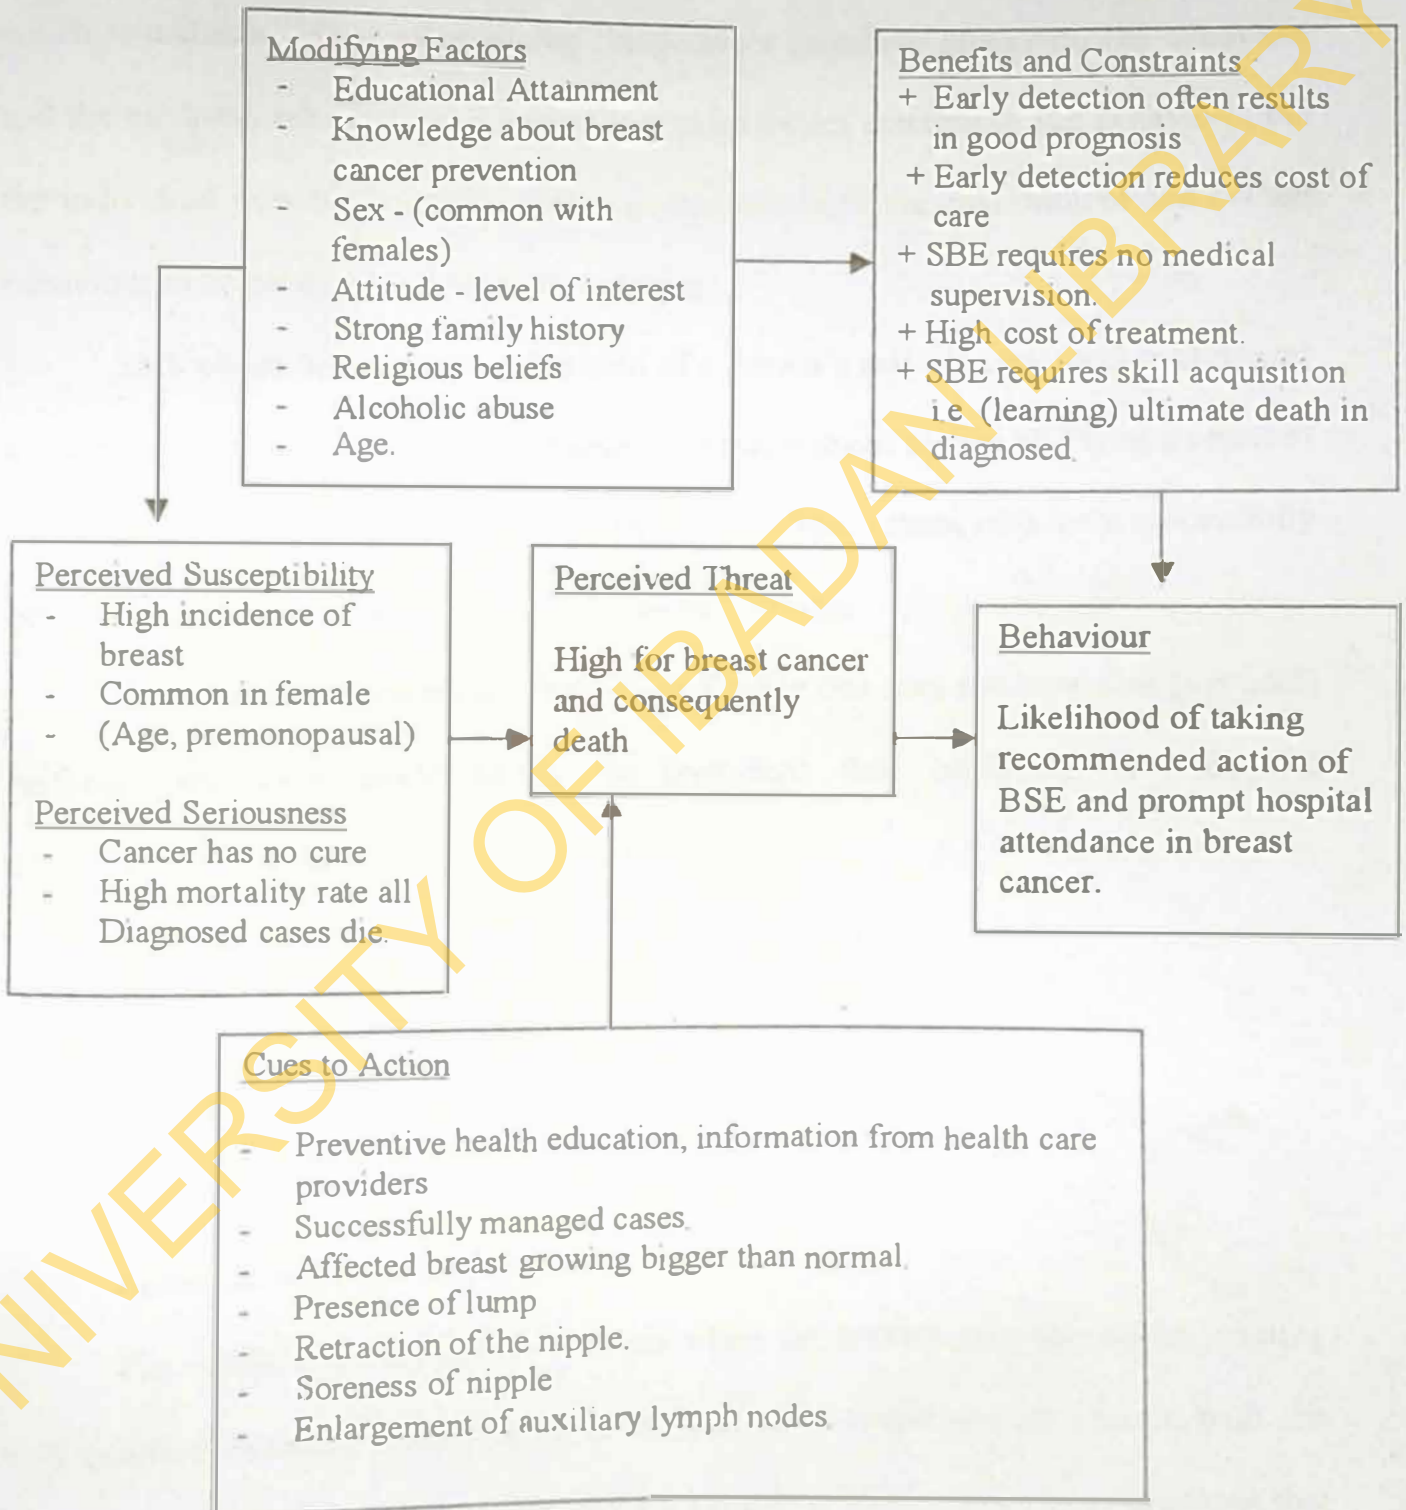 Modifying Factors
- Educational Attainment
- Knowledge about breast
cancer prevention
- Sex - (common with
females)
- Attitude - level of interest
- Strong family history
- Religious beliefs
- Alcoholic abuse
- Age.
Benefits and Constraints
+ Early detection often results
in good prognosis
+ Early detection reduces cost of
care
+ SBE requires no medical
supervision.
+ High cost of treatment.
+ SBE requires skill acquisition
i.e (learning) ultimate death in
diagnosed.
Perceived Susceptibility
- High incidence of
breast
- Common in female
- (Age, premonopausal)
Perceived Seriousness
- Cancer has no cure
- High mortality rate all
Diagnosed cases die.
Perceived Threat
High for breast cancer
and consequently
death
Behaviour
Likelihood of taking
recommended action of
BSE and prompt hospital
attendance in breast
cancer.
Cues to Action
- Preventive health education, information from health care
providers
- Successfully managed cases.
- Affected breast growing bigger than normal.
- Presence of lump
- Retraction of the nipple.
- Soreness of nipple
- Enlargement of auxiliary lymph nodes.
NIVERSITY OF IBADAN LIBRARY